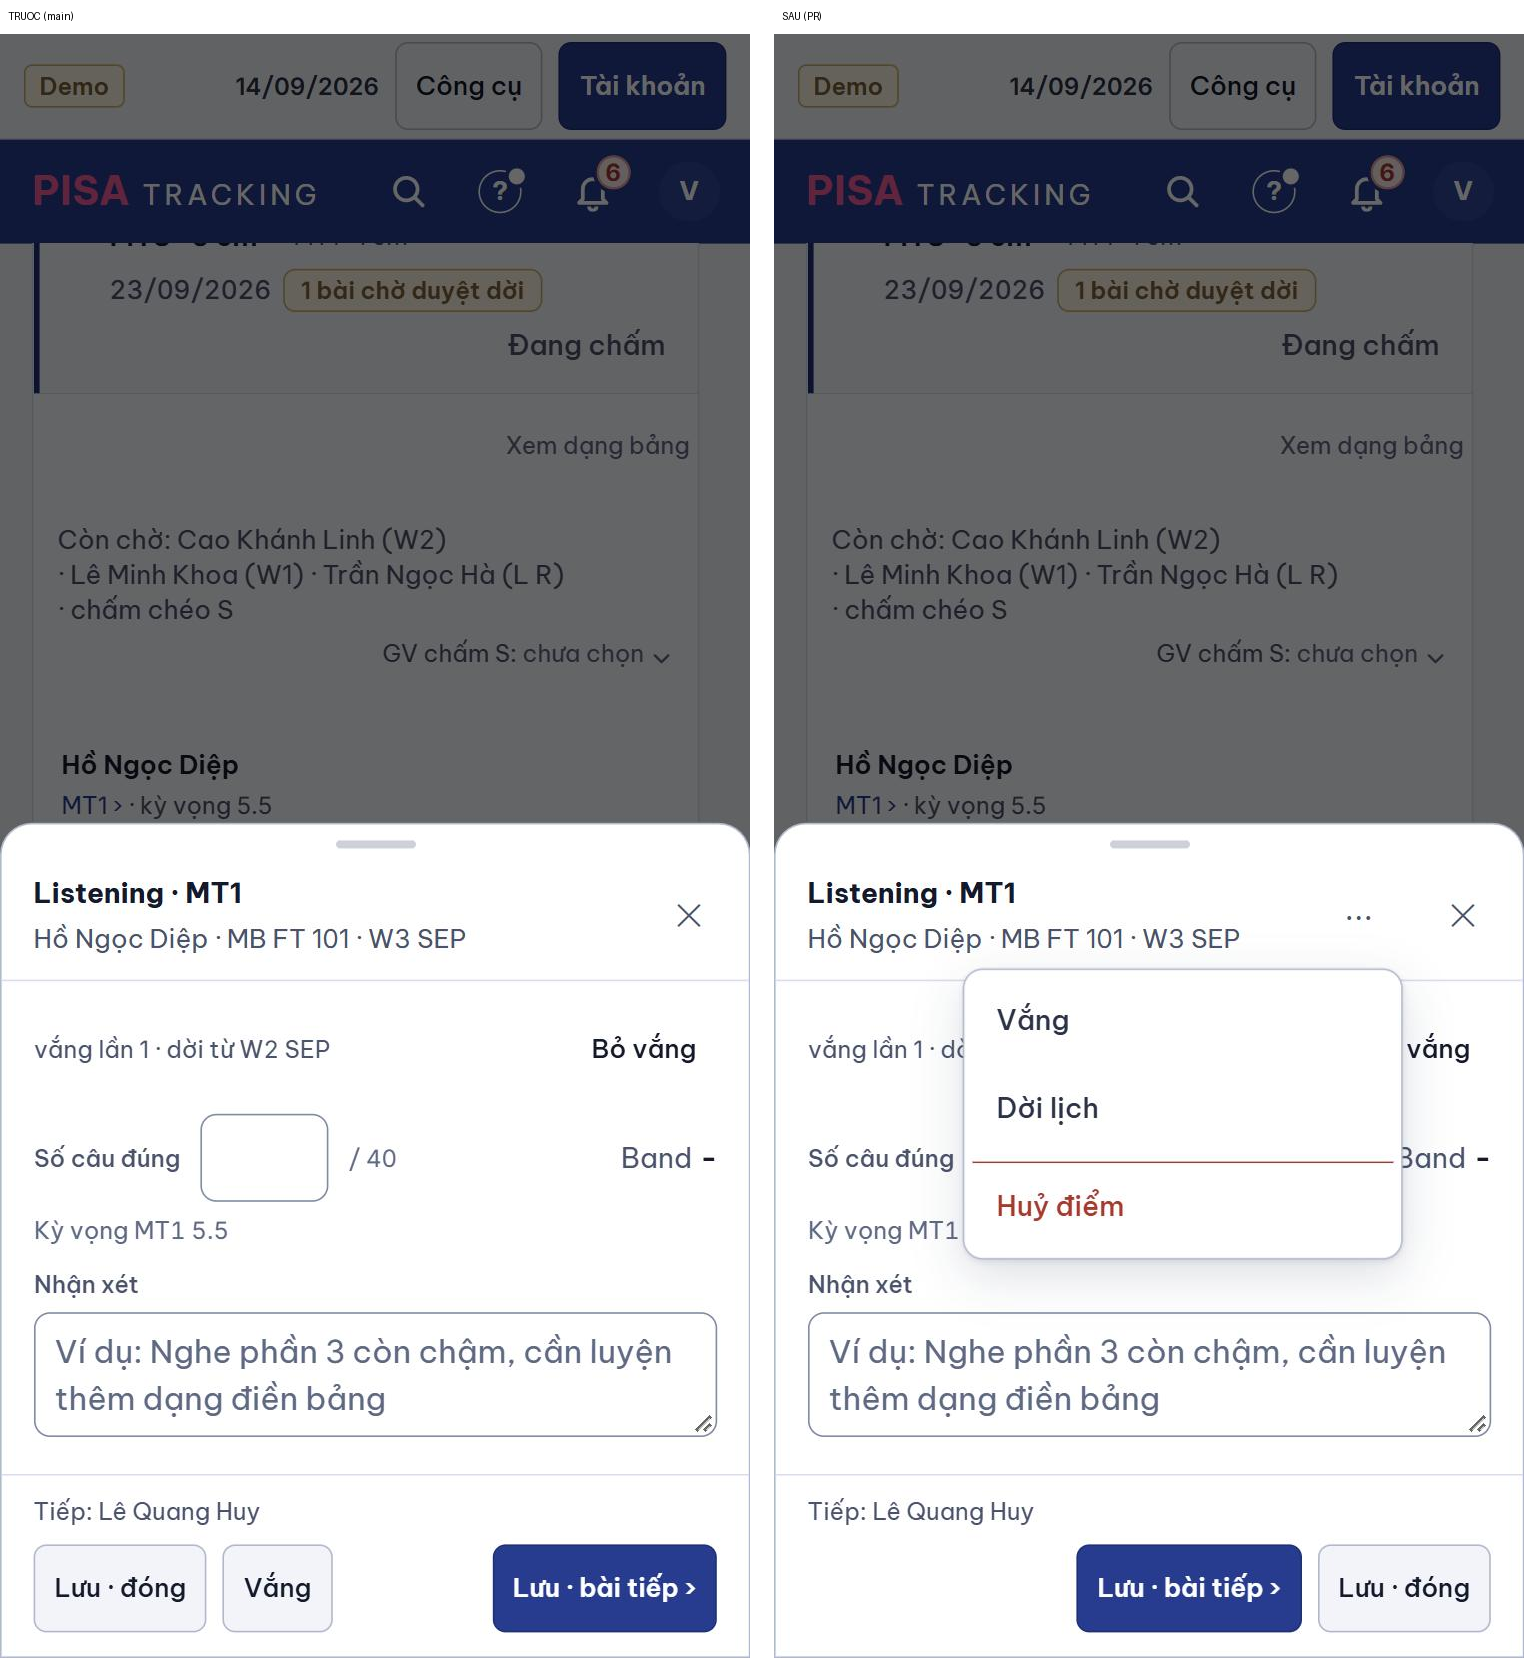 TRUOC (main)
Demo
14/09/2026
Công cụ
Tài khoản
PISA TRACKING
?
6
V
23/09/2026
1 bài chờ duyệt dời
Đang chấm
Xem dạng bảng
Còn chờ: Cao Khánh Linh (W2)
· Lê Minh Khoa (W1) · Trần Ngọc Hà (L R)
· chấm chéo S
GV chấm S: chưa chọn
Hồ Ngọc Diệp
MT1 › · kỳ vọng 5.5
Listening · MT1
Hồ Ngọc Diệp · MB FT 101 · W3 SEP
vắng lần 1 · dời từ W2 SEP
Bỏ vắng
Số câu đúng
/ 40
Band -
Kỳ vọng MT1 5.5
Nhận xét
Ví dụ: Nghe phần 3 còn chậm, cần luyện
thêm dạng điền bảng
Tiếp: Lê Quang Huy
Lưu · đóng
Vắng
Lưu · bài tiếp ›
SAU (PR)
Demo
14/09/2026
Công cụ
Tài khoản
PISA TRACKING
?
6
V
23/09/2026
1 bài chờ duyệt dời
Đang chấm
Xem dạng bảng
Còn chờ: Cao Khánh Linh (W2)
· Lê Minh Khoa (W1) · Trần Ngọc Hà (L R)
· chấm chéo S
GV chấm S: chưa chọn
Hồ Ngọc Diệp
MT1 › · kỳ vọng 5.5
Listening · MT1
Hồ Ngọc Diệp · MB FT 101 · W3 SEP
...
Vắng
Dời lịch
Huỷ điểm
vắng lần 1 ·
vắng
Số câu đúng
Band -
Kỳ vọng MT1
Nhận xét
Ví dụ: Nghe phần 3 còn chậm, cần luyện
thêm dạng điền bảng
Tiếp: Lê Quang Huy
Lưu · bài tiếp ›
Lưu · đóng